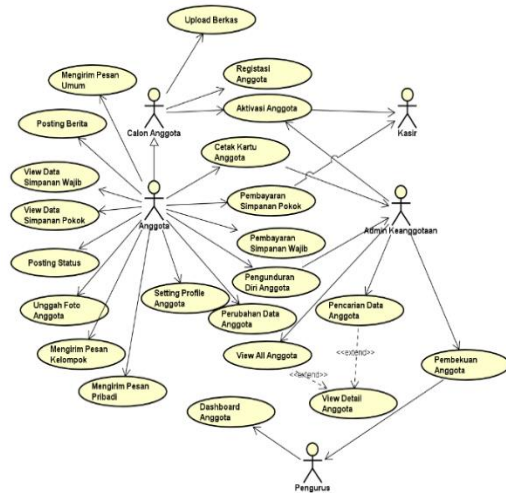 Upload Berkas
Mengirim Pesan
Umum
Registasi
Anggota
Posting Berita
Calon Anggota
Aktivasi Anggota
Kasir
Cetak Kartu
Anggota
View Data
Simpanan Wajib
Pembayaran
Simpanan Pokok
View Data
Simpanan Pokok
Anggota
Admin Keanggotaan
Pembayaran
Simpanan Wajib
Posting Status
Pengunduran
Diri Anggota
Setting Profile
Anggota
Unggah Foto
Anggota
Perubahan Data
Anggota
Pencarian Data
Anggota
Mengirim Pesan
Kelompok
View All Anggota
Pembekuan
Anggota
<<extend>>
<<extend>>
Mengirim Pesan
Pribadi
Dashboard
Anggota
View Detail
Anggota
Pengurus